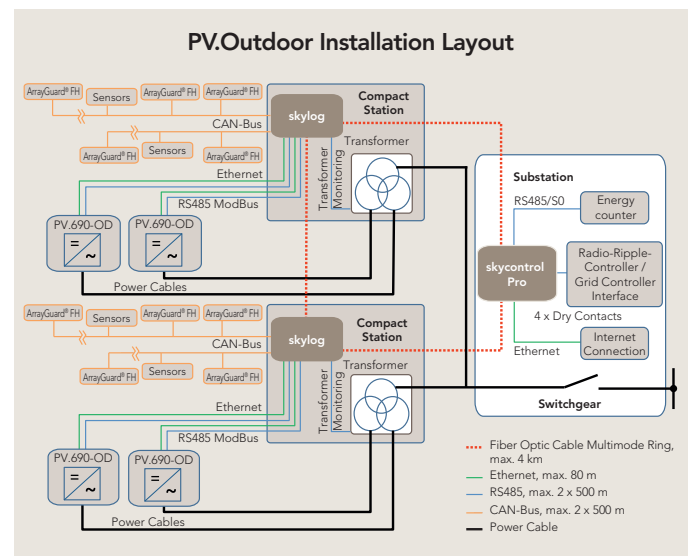 PV.Outdoor Installation Layout
ArrayGuard® FH
Sensors
ArrayGuard® FH
ArrayGuard® FH
CAN-Bus
ArrayGuard® FH
Sensors
ArrayGuard® FH
Ethernet
RS485 ModBus
PV.690-OD
=
~
PV.690-OD
=
~
Power Cables
skylog
Compact
Station
Transformer
Transformer
Monitoring
ArrayGuard® FH
Sensors
ArrayGuard® FH
ArrayGuard® FH
CAN-Bus
ArrayGuard® FH
Sensors
ArrayGuard® FH
Ethernet
RS485 ModBus
PV.690-OD
=
~
PV.690-OD
=
~
Power Cables
skylog
Compact
Station
Transformer
Transformer
Monitoring
Substation
RS485/S0
Energy
counter
skycontrol
Pro
Radio-Ripple-
Controller /
Grid Controller
Interface
4 x Dry Contacts
Ethernet
Internet
Connection
Switchgear
Fiber Optic Cable Multimode Ring,
max. 4 km
Ethernet, max. 80 m
RS485, max. 2 x 500 m
CAN-Bus, max. 2 x 500 m
Power Cable